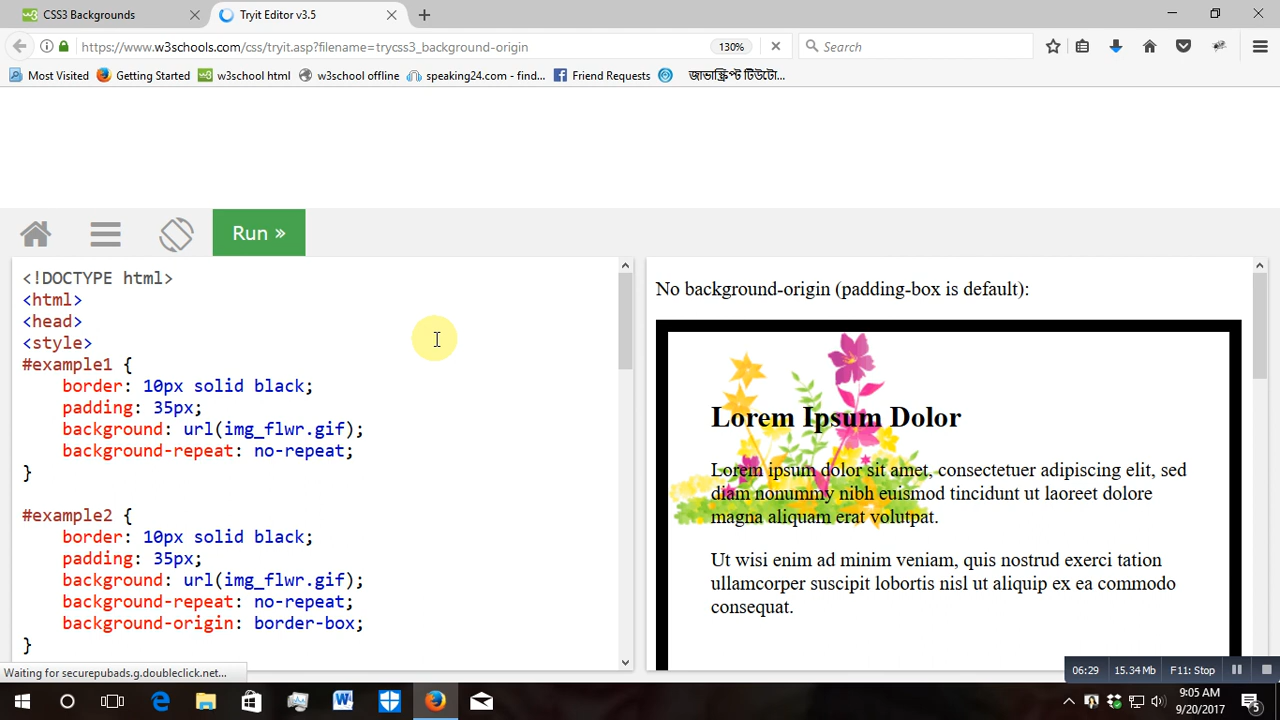 CSS3 Backgrounds
Tryit Editor v3.5
https://www.w3schools.com/css/tryit.asp?filename=trycss3_background-origin
130%
Search
Most Visited
Getting Started
w3school html
w3school offline
speaking24.com - find...
Friend Requests
জাভাস্ক্রিপ্ট টিউটো...
Run »
<!DOCTYPE html>
<html>
<head>
<style>
#example1 {
border: 10px solid black;
padding: 35px;
background: url(img_flwr.gif);
background-repeat: no-repeat;
}
#example2 {
border: 10px solid black;
padding: 35px;
background: url(img_flwr.gif);
background-repeat: no-repeat;
background-origin: border-box;
}
No background-origin (padding-box is default):
Lorem Ipsum Dolor
Lorem ipsum dolor sit amet, consectetuer adipiscing elit, sed
diam nonummy nibh euismod tincidunt ut laoreet dolore
magna aliquam erat volutpat.
Ut wisi enim ad minim veniam, quis nostrud exerci tation
ullamcorper suscipit lobortis nisl ut aliquip ex ea commodo
consequat.
Waiting for securepubads.g.doubleclick.net...
06:29
15.34 Mb
F11: Stop
9:05 AM
9/20/2017
5